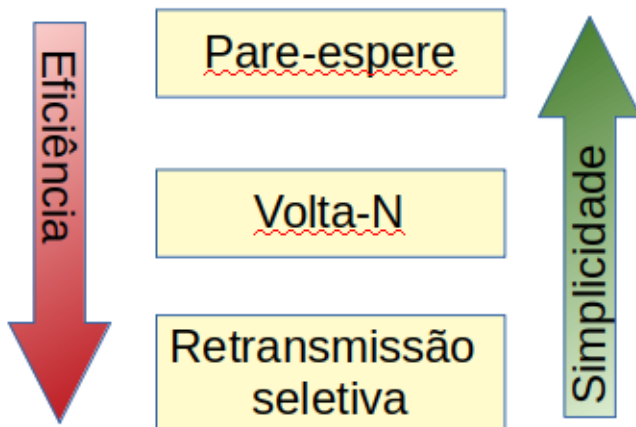 Eficiência
Pare-espere
Volta-N
Retransmissão
seletiva
Simplicidade